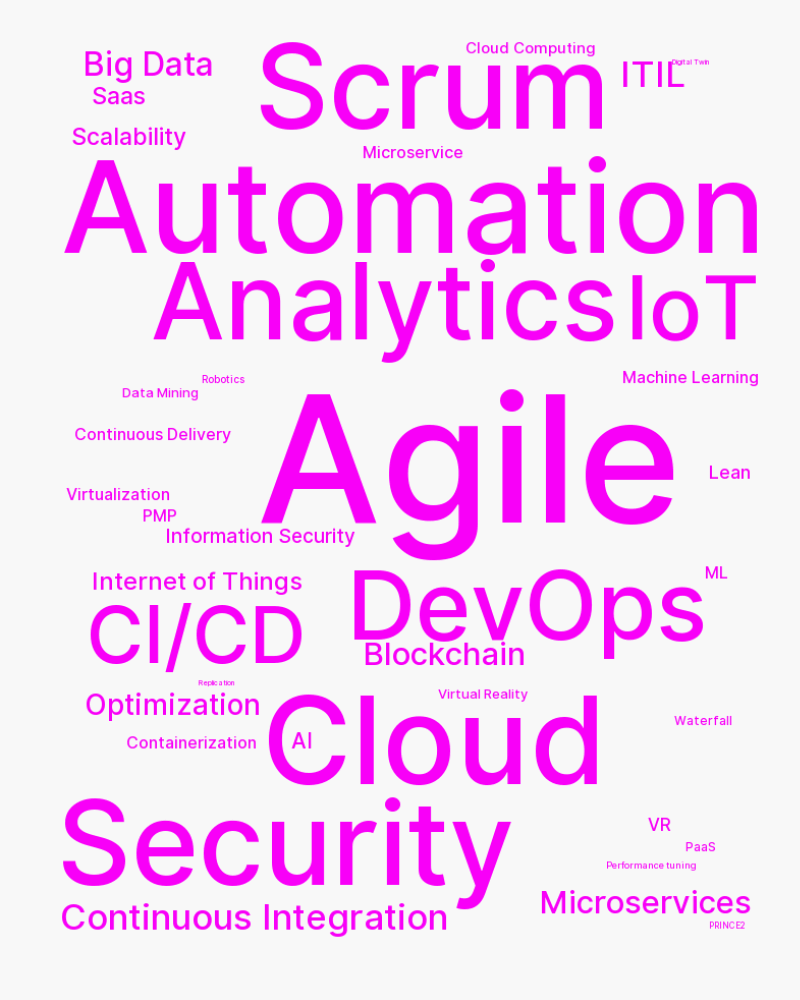 Cloud Computing
Big Data
Scrum
ITIL
Digital Twin
Saas
Scalability
Microservice
Automation
Analytics
IoT
Machine Learning
Robotics
Data Mining
Agile
Continuous Delivery
Lean
Virtualization
PMP
Information Security
ML
Internet of Things
DevOps
CI/CD
Blockchain
Replication
Virtual Reality
Optimization
Cloud
Waterfall
Containerization
AI
VR
Security
PaaS
Performance tuning
Microservices
Continuous Integration
PRINCE2